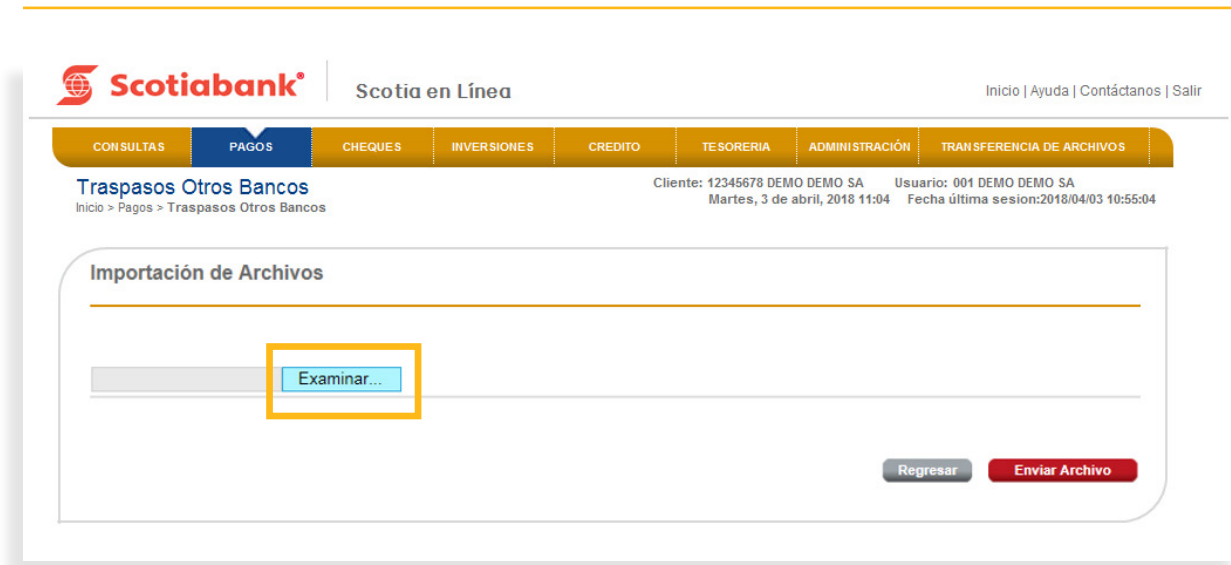 Scotiabank® Scotia en Línea Inicio | Ayuda | Contáctanos | Salir
CONSULTAS PAGOS CHEQUES INVERSIONES CREDITO TESORERIA ADMINISTRACIÓN TRANSFERENCIA DE ARCHIVOS
Traspasos Otros Bancos Cliente: 12345678 DEMO DEMO SA Usuario: 001 DEMO DEMO SA
Inicio > Pagos > Traspasos Otros Bancos Martes, 3 de abril, 2018 11:04 Fecha última sesion:2018/04/03 10:55:04
Importación de Archivos
Examinar...
Regresar Enviar Archivo